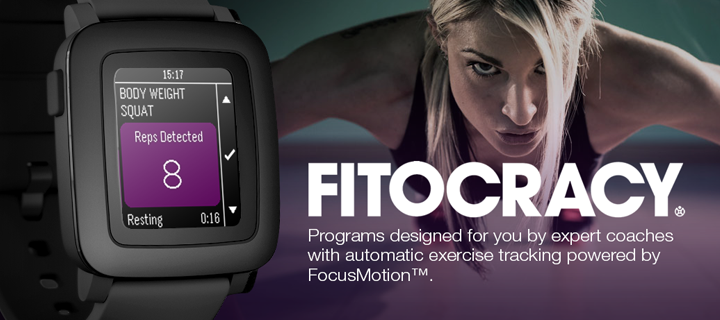 15:17
BODY WEIGHT
SQUAT
Reps Detected
8
Resting 0:16
FITOCRACY
Programs designed for you by expert coaches
with automatic exercise tracking powered by
FocusMotion™.